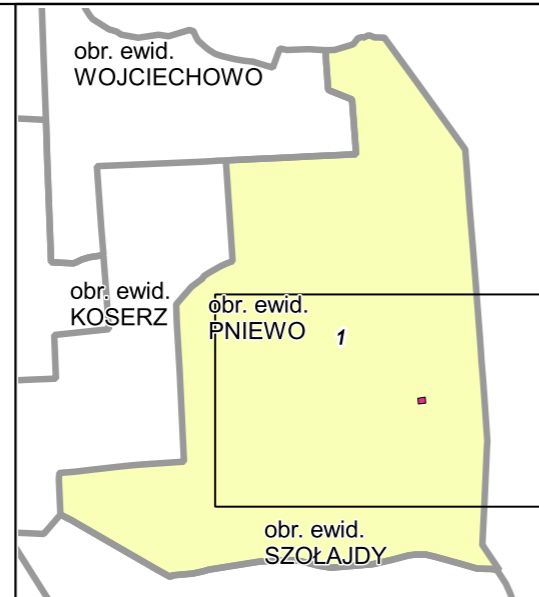 obr. ewid.
WOJCIECHOWO
obr. ewid.
KOSERZ
obr. ewid.
PNIEWO
1
obr. ewid.
SZOŁAJDY